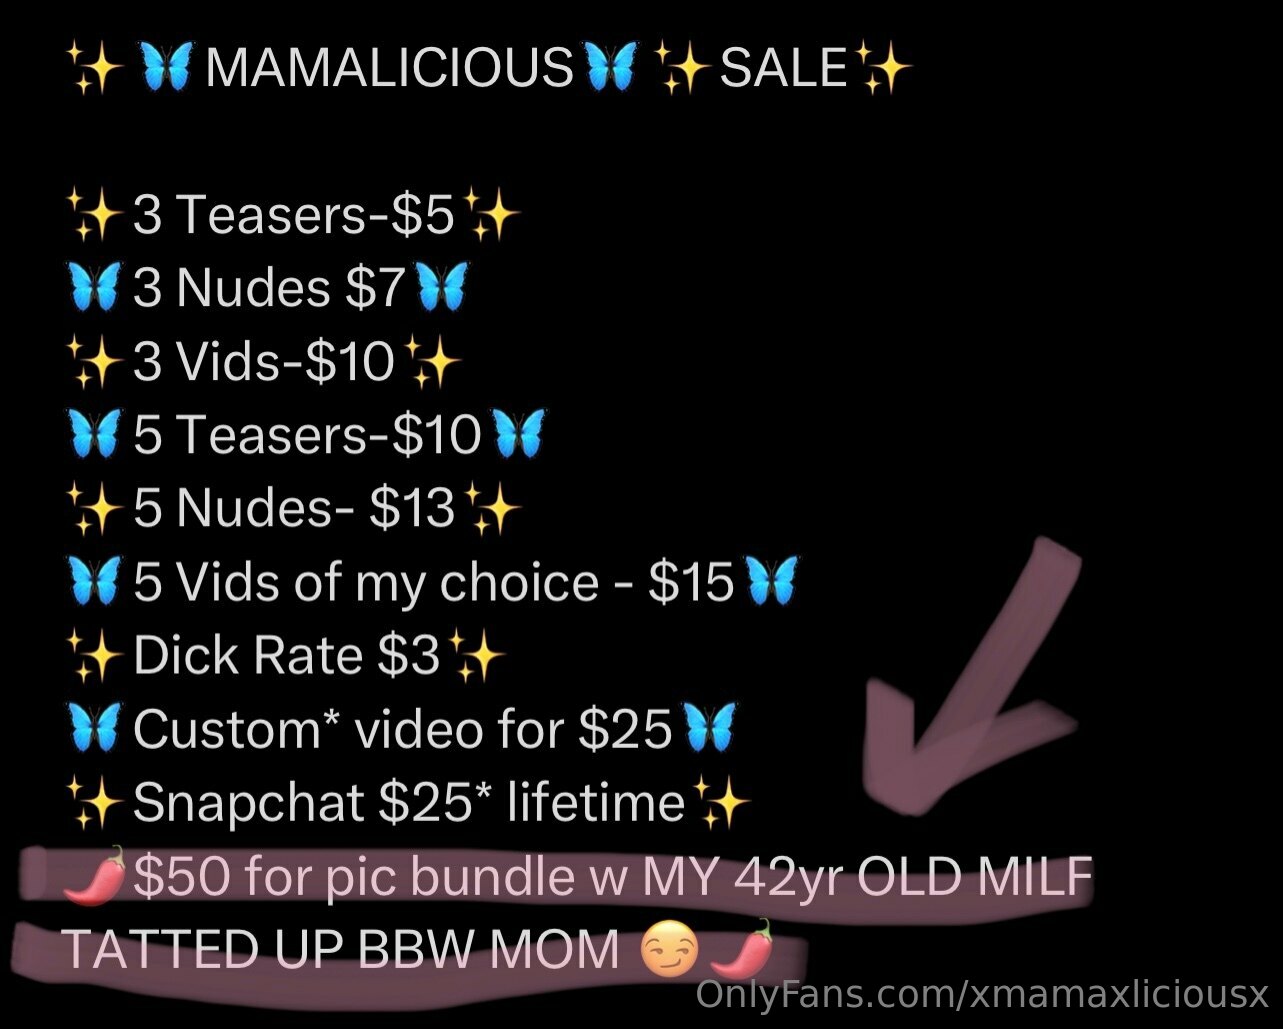 ✨🦋MAMALICIOUS🦋✨SALE✨
✨3 Teasers-$5✨
🦋3 Nudes $7🦋
✨3 Vids-$10✨
🦋5 Teasers-$10🦋
✨5 Nudes- $13✨
🦋5 Vids of my choice - $15🦋
✨Dick Rate $3✨
🦋Custom* video for $25🦋
✨Snapchat $25* lifetime✨
🌶️$50 for pic bundle w MY 42yr OLD MILF
TATTED UP BBW MOM 😏🌶️
OnlyFans.com/xmamaxliciousx